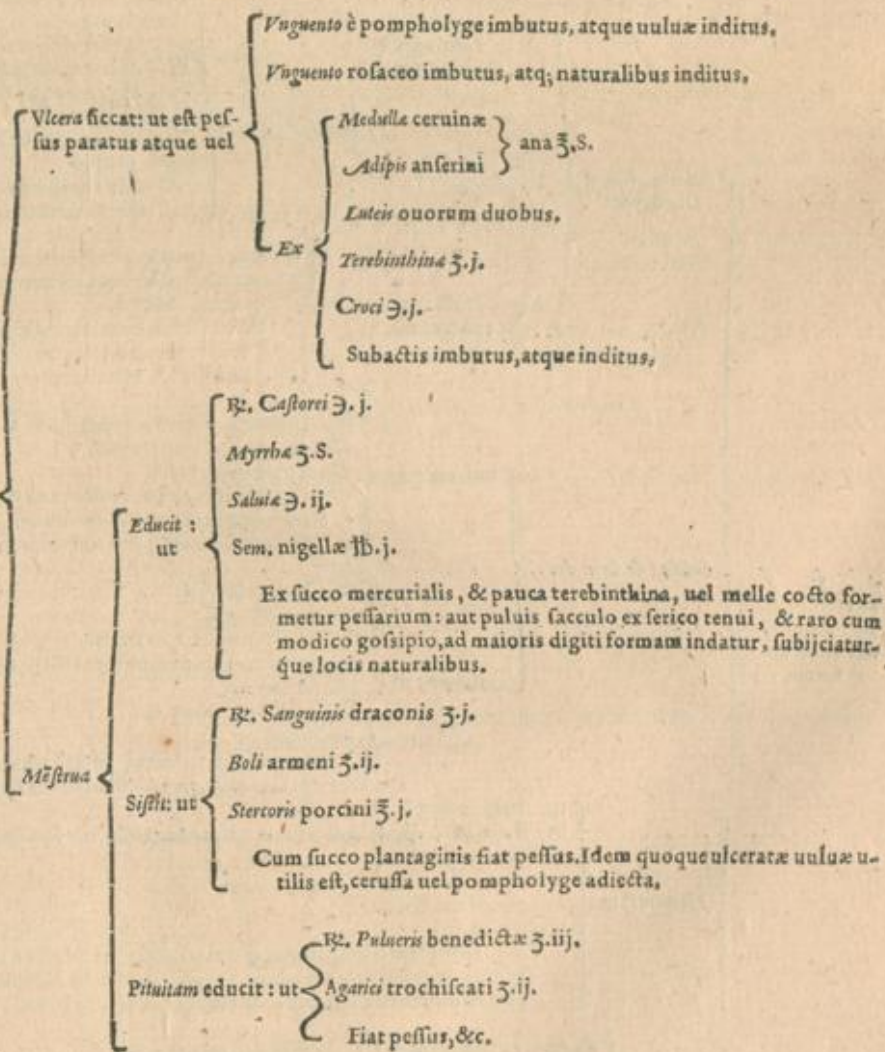 Vnguento è pompholyge imbutus, atque uuluæ inditus.
Vnguento rosaceo imbutus, atq; naturalibus inditus.
Vlcera siccat: ut est pes-
sus paratus atque uel
Medullæ ceruinæ
Adipis anserini
ana ℥.S.
Luteis ouorum duobus.
Ex
Terebinthinæ ℥.j.
Croci ℈.j.
Subactis imbutus, atque inditus,
℞. Castorei ℈. j.
Myrrhæ ʒ.S.
Saluiæ ℈. ij.
Educit:
ut
Sem. nigellæ ℔.j.
Ex succo mercurialis, & pauca terebinthina, uel melle cocto for-
metur pessarium: aut puluis sacculo ex serico tenui, & raro cum
modico gossipio, ad maioris digiti formam indatur, subijciatur-
q́ue locis naturalibus.
Mẽstrua
℞. Sanguinis draconis ʒ.j.
Boli armeni ʒ.ij.
Sistit: ut
Stercoris porcini ℥.j.
Cum succo plantaginis fiat pessus. Idem quoque ulceratæ uuluæ u-
tilis est, cerussa uel pompholyge adiecta.
℞. Pulueris benedictæ ʒ.iij.
Pituitam educit: ut
Agarici trochiscati ʒ.ij.
Fiat pessus, &c.